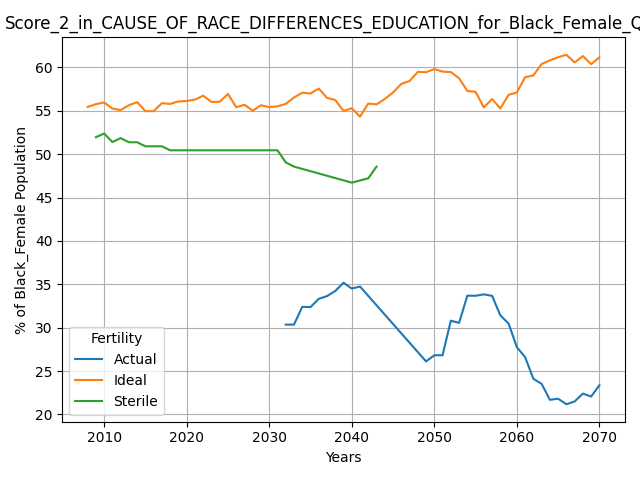 Score_2_in_CAUSE_OF_RACE_DIFFERENCES_EDUCATION_for_Black_Female_Q
% of Black_Female Population
60
55
50
45
40
35
30
25
20
Fertility
Actual
Ideal
Sterile
2010 2020 2030 2040 2050 2060 2070
Years